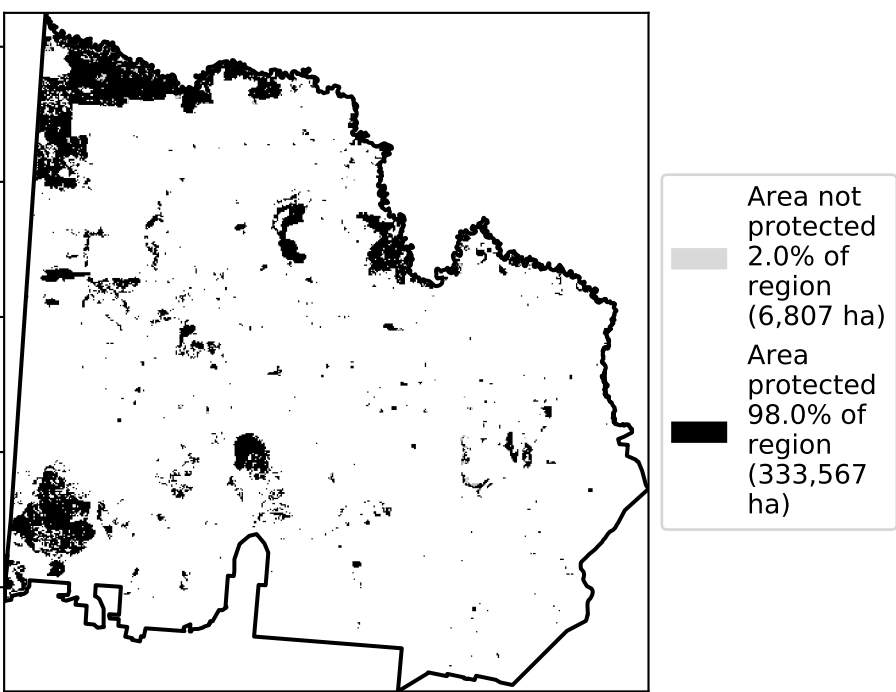 Area not
protected
2.0% of
region
(6,807 ha)
Area
protected
98.0% of
region
(333,567
ha)